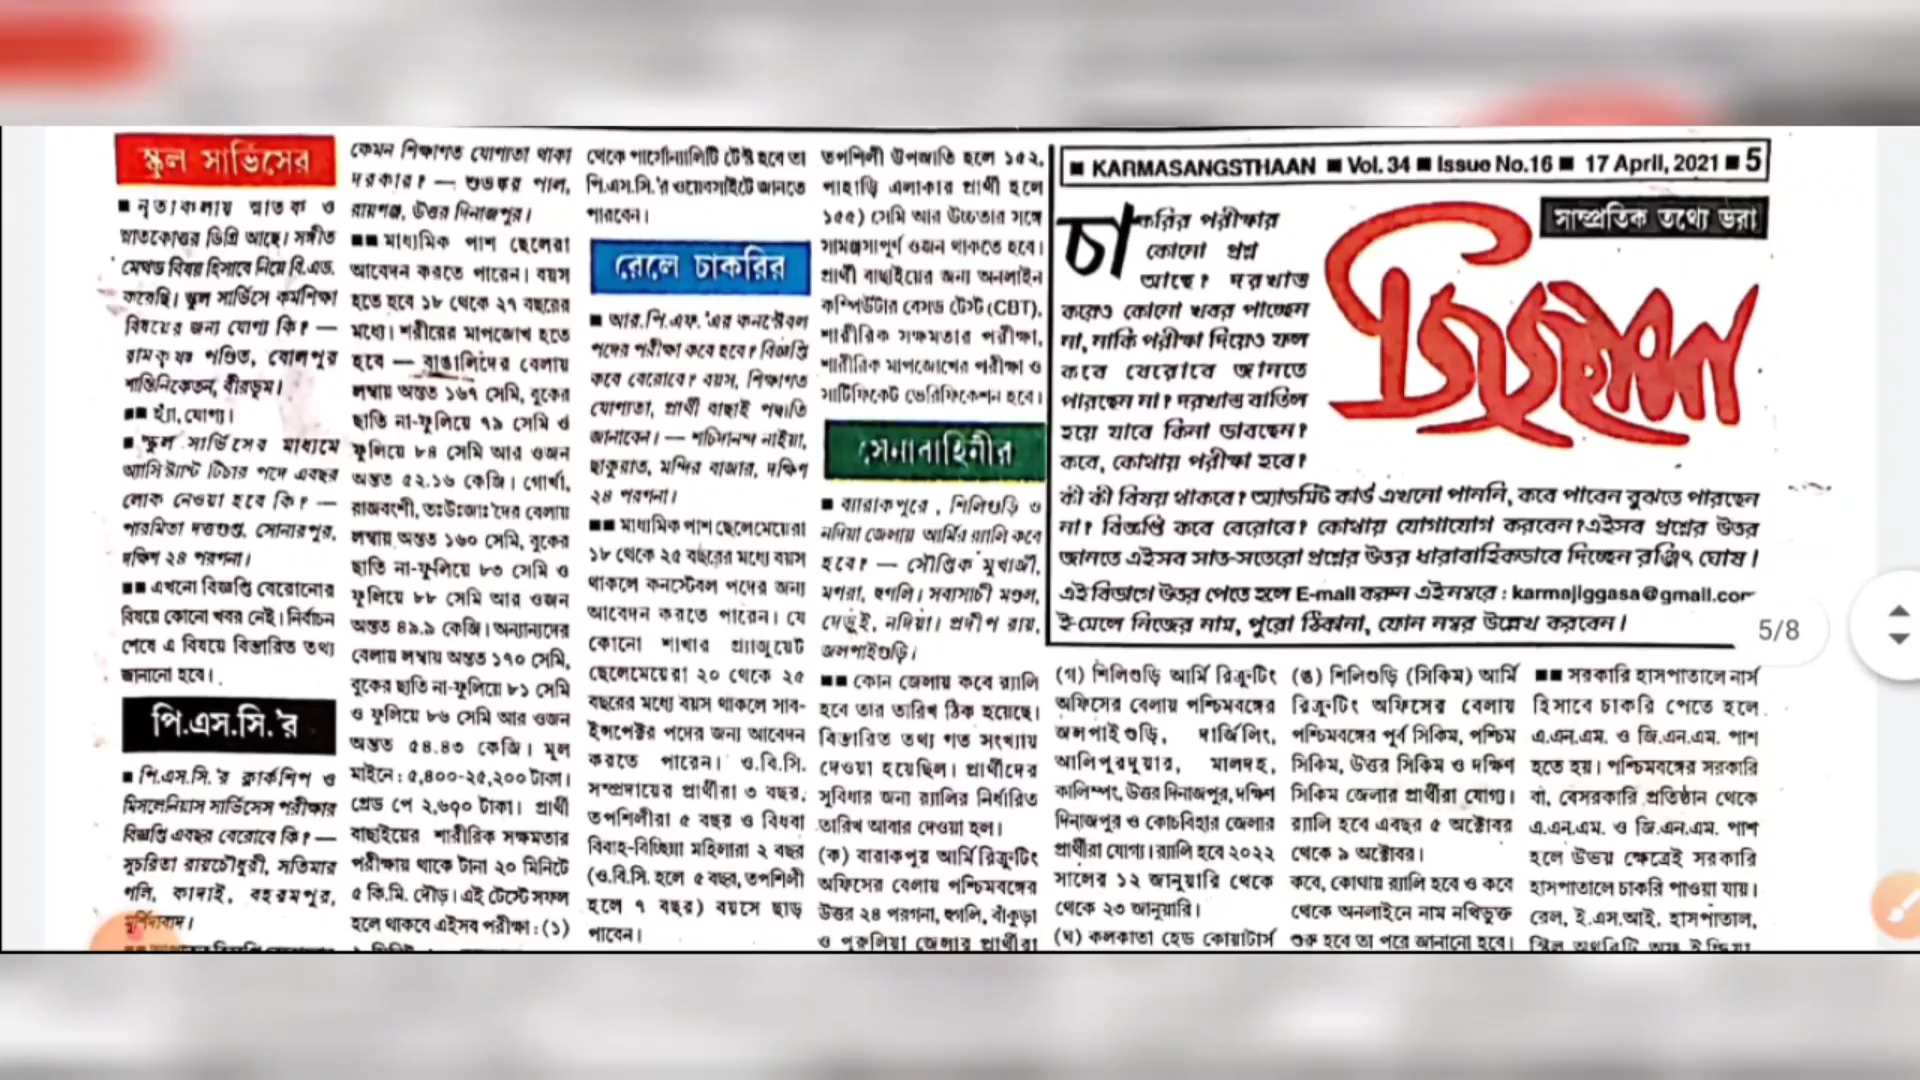 স্কুল সার্ভিসের
■ নৃত্যকলায় স্নাতক ও
স্নাতকোত্তর ডিগ্রি আছে। সঙ্গীত
মেথড বিষয় হিসাবে নিয়ে বি.এড.
করেছি। স্কুল সার্ভিসে কর্মশিক্ষা
বিষয়ের জন্য যোগ্য কি? —
রামকৃষ্ণ পণ্ডিত, বোলপুর
শান্তিনিকেতন, বীরভূম।
■■ হ্যাঁ, যোগ্য।
■ স্কুল সার্ভিসের মাধ্যমে
অ্যাসিস্ট্যান্ট টিচার পদে এবছর
লোক নেওয়া হবে কি? —
পারমিতা দত্তগুপ্ত, সোনারপুর,
দক্ষিণ ২৪ পরগনা।
■■ এখনো বিজ্ঞপ্তি বেরোনোর
বিষয়ে কোনো খবর নেই। নির্বাচন
শেষে এ বিষয়ে বিস্তারিত তথ্য
জানানো হবে।
পি.এস.সি.'র
■ পি.এস.সি.'র ক্লার্কশিপ ও
মিসলেনিয়াস সার্ভিসেস পরীক্ষার
বিজ্ঞপ্তি এবছর বেরোবে কি? —
সুচরিতা রায়চৌধুরী, সতিমার
গলি, কাদাই, বহরমপুর,
মুর্শিদাবাদ।
কেমন শিক্ষাগত যোগ্যতা থাকা
দরকার? — শুভঙ্কর পাল,
রায়গঞ্জ, উত্তর দিনাজপুর।
■■ মাধ্যমিক পাশ ছেলেরা
আবেদন করতে পারেন। বয়স
হতে হবে ১৮ থেকে ২৭ বছরের
মধ্যে। শরীরের মাপজোখ হতে
হবে — বাঙালিদের বেলায়
লম্বায় অন্তত ১৬৭ সেমি, বুকের
ছাতি না-ফুলিয়ে ৭৯ সেমি ও
ফুলিয়ে ৮৪ সেমি আর ওজন
অন্তত ৫২.১৬ কেজি। গোর্খা,
রাজবংশী, তঃউঃজাঃ'দের বেলায়
লম্বায় অন্তত ১৬০ সেমি, বুকের
ছাতি না-ফুলিয়ে ৮৩ সেমি ও
ফুলিয়ে ৮৮ সেমি আর ওজন
অন্তত ৪৯.৯ কেজি। অন্যান্যদের
বেলায় লম্বায় অন্তত ১৭০ সেমি,
বুকের ছাতি না-ফুলিয়ে ৮১ সেমি
ও ফুলিয়ে ৮৬ সেমি আর ওজন
অন্তত ৫৪.৪৩ কেজি। মূল
মাইনে : ৫,৪০০-২৫,২০০ টাকা।
গ্রেড পে ২,৬০০ টাকা। প্রার্থী
বাছাইয়ের শারীরিক সক্ষমতার
পরীক্ষায় থাকে টানা ২০ মিনিটে
৫ কি.মি. দৌড়। এই টেস্টে সফল
হলে থাকবে এইসব পরীক্ষা : (১)
থেকে পার্সোন্যালিটি টেস্ট হবে তা
পি.এস.সি.'র ওয়েবসাইটে জানতে
পারবেন।
রেলে চাকরির
■ আর.পি.এফ.'এর কনস্টেবল
পদের পরীক্ষা কবে হবে? বিজ্ঞপ্তি
কবে বেরোবে? বয়স, শিক্ষাগত
যোগ্যতা, প্রার্থী বাছাই পদ্ধতি
জানাবেন। — শচিদানন্দ নাইয়া,
মন্দির বাজার, দক্ষিণ
২৪ পরগনা।
■■ মাধ্যমিক পাশ ছেলেমেয়েরা
১৮ থেকে ২৫ বছরের মধ্যে বয়স
থাকলে কনস্টেবল পদের জন্য
আবেদন করতে পারেন। যে
কোনো শাখার গ্র্যাজুয়েট
ছেলেমেয়েরা ২০ থেকে ২৫
বছরের মধ্যে বয়স থাকলে সাব-
ইন্সপেক্টর পদের জন্য আবেদন
করতে পারেন। ও.বি.সি.
সম্প্রদায়ের প্রার্থীরা ৩ বছর,
তপশিলীরা ৫ বছর ও বিধবা
বিবাহ-বিচ্ছিন্না মহিলারা ২ বছর
(ও.বি.সি. হলে ৫ বছর, তপশিলী
হলে ৭ বছর) বয়সে ছাড়
পাবেন।
তপশিলী উপজাতি হলে ১৫২,
পাহাড়ি এলাকার প্রার্থী হলে
১৫৫) সেমি আর উচ্চতার সঙ্গে
সামঞ্জস্যপূর্ণ ওজন থাকতে হবে।
প্রার্থী বাছাইয়ের জন্য অনলাইন
কম্পিউটার বেসড টেস্ট (CBT),
শারীরিক সক্ষমতার পরীক্ষা,
শারীরিক মাপজোখের পরীক্ষা ও
সার্টিফিকেট ভেরিফিকেশন হবে।
সেনাবাহিনীর
■ ব্যারাকপুরে, শিলিগুড়ি ও
নদিয়া জেলায় আর্মির র‍্যালি কবে
হবে? — সৌপ্তিক মুখার্জী,
মগরা, হুগলি। সব্যসাচী মণ্ডল,
নদিয়া। প্রদীপ রায়,
জলপাইগুড়ি।
■■ কোন জেলায় কবে র‍্যালি
হবে তার তারিখ ঠিক হয়েছে।
বিস্তারিত তথ্য গত সংখ্যায়
দেওয়া হয়েছিল। প্রার্থীদের
সুবিধার জন্য র‍্যালির নির্ধারিত
তারিখ আবার দেওয়া হল।
(ক) বারাকপুর আর্মি রিক্রুটিং
অফিসের বেলায় পশ্চিমবঙ্গের
উত্তর ২৪ পরগনা, হুগলি, বাঁকুড়া
ও পুরুলিয়া জেলার প্রার্থীরা
■ KARMASANGSTHAAN ■ Vol. 34 ■ Issue No.16 ■ 17 April, 2021 ■ 5
সাম্প্রতিক তথ্যে ভরা
জিজ্ঞাসা
চাকরির পরীক্ষার
কোনো প্রশ্ন
আছে? দরখাস্ত
করেও কোনো খবর পাচ্ছেন
না, নাকি পরীক্ষা দিয়েও ফল
কবে বেরোবে জানতে
পারছেন না? দরখাস্ত বাতিল
হয়ে যাবে কিনা ভাবছেন?
কবে, কোথায় পরীক্ষা হবে?
কী কী বিষয় থাকবে? অ্যাডমিট কার্ড এখনো পাননি, কবে পাবেন বুঝতে পারছেন
না? বিজ্ঞপ্তি কবে বেরোবে? কোথায় যোগাযোগ করবেন? এইসব প্রশ্নের উত্তর
জানতে এইসব সাত-সতেরো প্রশ্নের উত্তর ধারাবাহিকভাবে দিচ্ছেন রঞ্জিৎ ঘোষ।
এই বিভাগে উত্তর পেতে হলে E-mail করুন এই নম্বরে : karmajiggasa@gmail.com
ই-মেলে নিজের নাম, পুরো ঠিকানা, ফোন নম্বর উল্লেখ করবেন।
5/8
(গ) শিলিগুড়ি আর্মি রিক্রুটিং
অফিসের বেলায় পশ্চিমবঙ্গের
জলপাইগুড়ি, দার্জিলিং,
আলিপুরদুয়ার, মালদহ,
কালিম্পং, উত্তর দিনাজপুর, দক্ষিণ
দিনাজপুর ও কোচবিহার জেলার
প্রার্থীরা যোগ্য। র‍্যালি হবে ২০২২
সালের ১২ জানুয়ারি থেকে
থেকে ২৩ জানুয়ারি।
(ঘ) কলকাতা হেড কোয়ার্টার্স
(ঙ) শিলিগুড়ি (সিকিম) আর্মি
রিক্রুটিং অফিসের বেলায়
পশ্চিমবঙ্গের পূর্ব সিকিম, পশ্চিম
সিকিম, উত্তর সিকিম ও দক্ষিণ
সিকিম জেলার প্রার্থীরা যোগ্য।
র‍্যালি হবে এবছর ৫ অক্টোবর
থেকে ৯ অক্টোবর।
কবে, কোথায় র‍্যালি হবে ও কবে
থেকে অনলাইনে নাম নথিভুক্ত
শুরু হবে তা পরে জানানো হবে।
■■ সরকারি হাসপাতালে নার্স
হিসাবে চাকরি পেতে হলে
এ.এন.এম. ও জি.এন.এম. পাশ
হতে হয়। পশ্চিমবঙ্গের সরকারি
বা, বেসরকারি প্রতিষ্ঠান থেকে
এ.এন.এম. ও জি.এন.এম. পাশ
হলে উভয় ক্ষেত্রেই সরকারি
হাসপাতালে চাকরি পাওয়া যায়।
রেল, ই.এস.আই. হাসপাতাল,